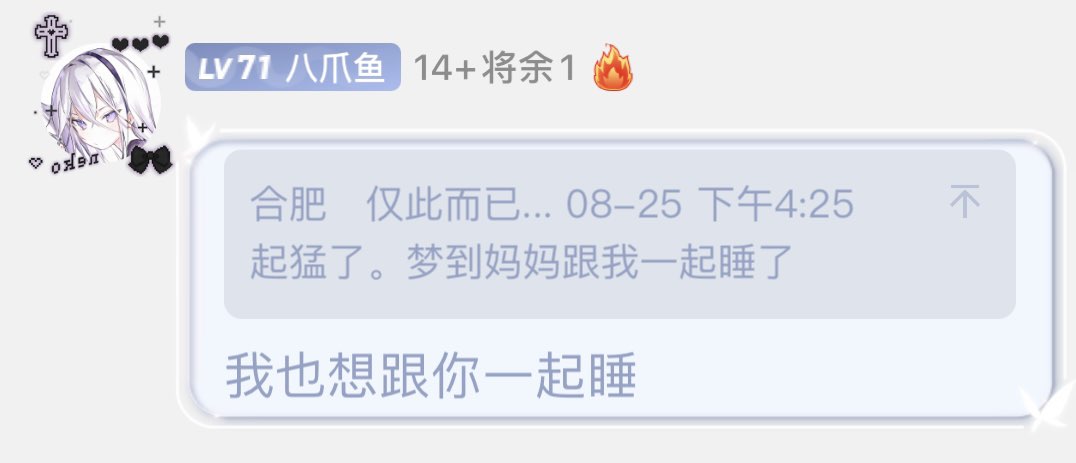 LV71 八爪鱼 14+将余1
合肥 仅此而已... 08-25 下午4:25
起猛了。梦到妈妈跟我一起睡了
我也想跟你一起睡
neko